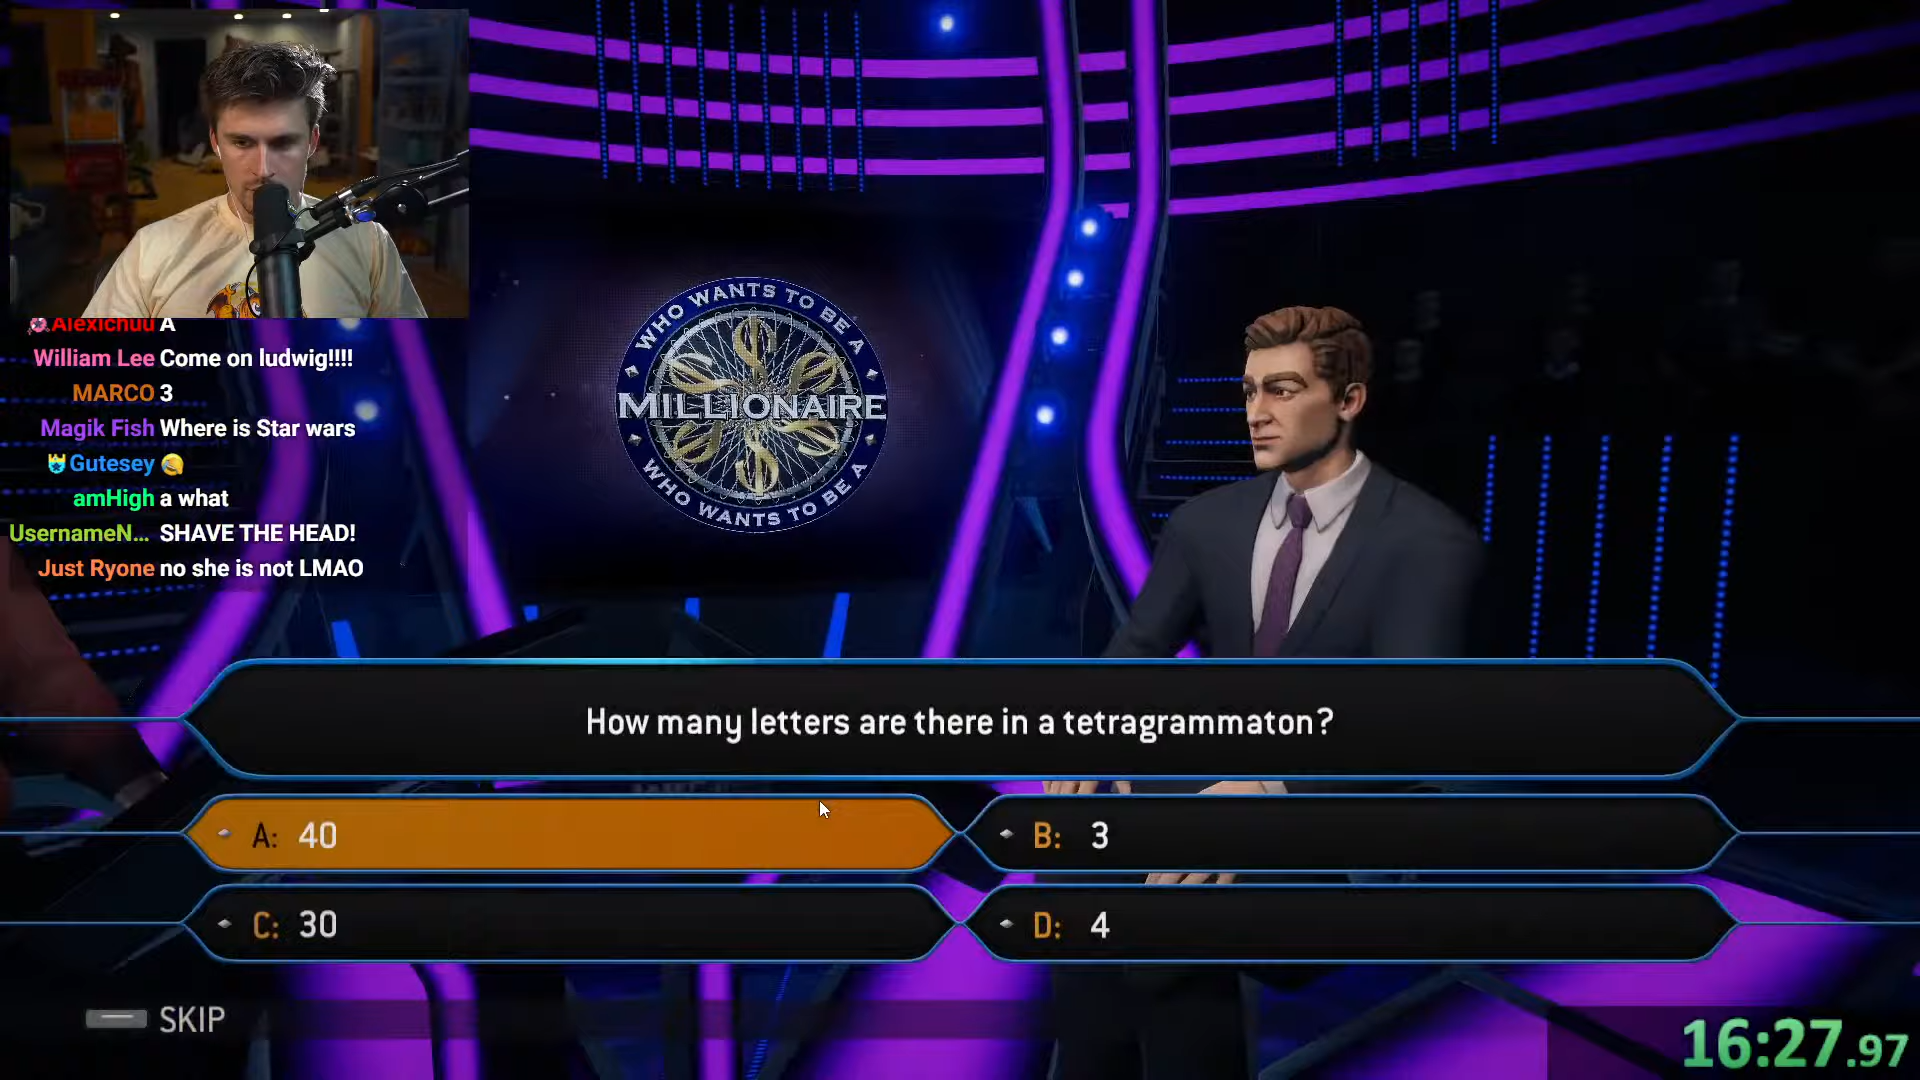 Alexichuu A
William Lee Come on ludwig!!!!
MARCO 3
Magik Fish Where is Star wars
Gutesey
amHigh a what
UsernameN... SHAVE THE HEAD!
Just Ryone no she is not LMAO
WHO WANTS TO BE A
MILLIONAIRE
WHO WANTS TO BE A
How many letters are there in a tetragrammaton?
A: 40
B: 3
C: 30
D: 4
SKIP
16:27.97